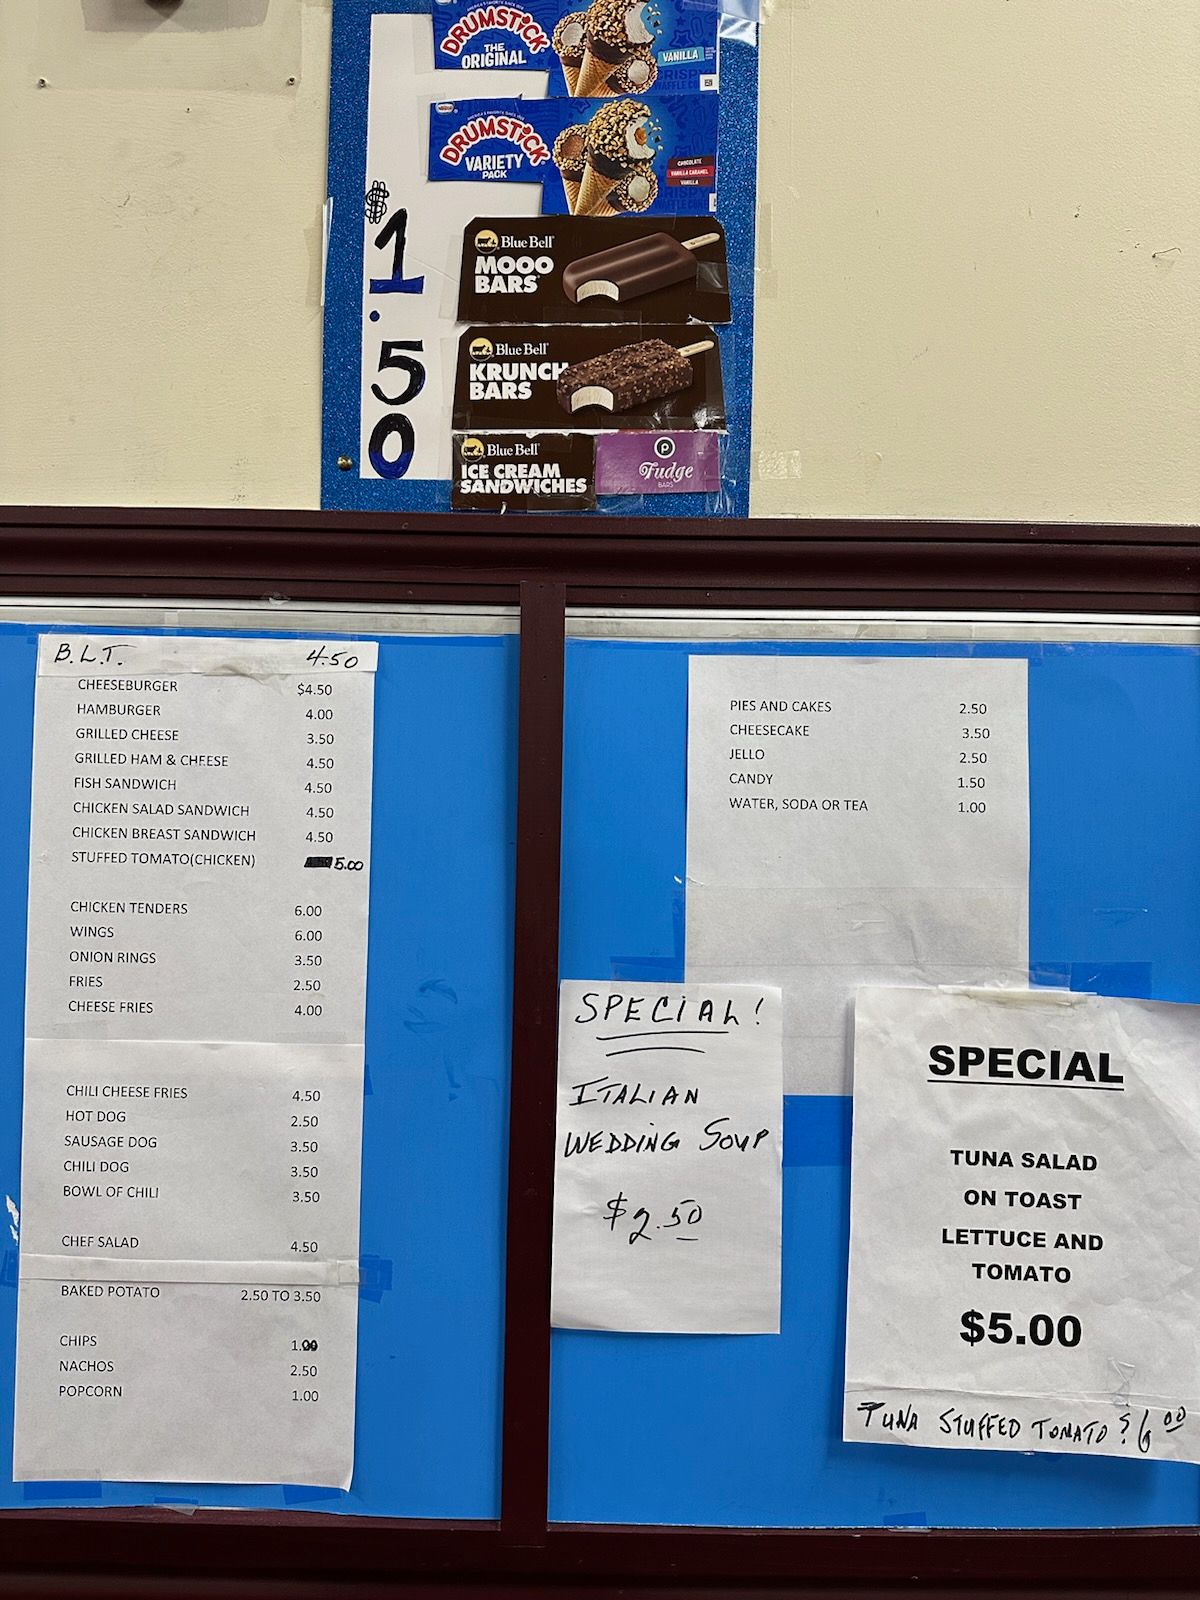 DRUMSTICK
THE
ORIGINAL
VANILLA
CRISPY
WAFFLE CO
DRUMSTICK
VARIETY
PACK
CHOCOLATE
VANILLA CARAMEL
VANILLA
CRISPY
WAFFLE CO
$1.50
Blue Bell
MOOO
BARS
Blue Bell
KRUNCH
BARS
Blue Bell
ICE CREAM
SANDWICHES
P
Fudge
BARS
B.L.T. 4.50
CHEESEBURGER $4.50
HAMBURGER 4.00
GRILLED CHEESE 3.50
GRILLED HAM & CHEESE 4.50
FISH SANDWICH 4.50
CHICKEN SALAD SANDWICH 4.50
CHICKEN BREAST SANDWICH 4.50
STUFFED TOMATO(CHICKEN) 5.00
CHICKEN TENDERS 6.00
WINGS 6.00
ONION RINGS 3.50
FRIES 2.50
CHEESE FRIES 4.00
CHILI CHEESE FRIES 4.50
HOT DOG 2.50
SAUSAGE DOG 3.50
CHILI DOG 3.50
BOWL OF CHILI 3.50
CHEF SALAD 4.50
BAKED POTATO 2.50 TO 3.50
CHIPS 1.00
NACHOS 2.50
POPCORN 1.00
PIES AND CAKES 2.50
CHEESECAKE 3.50
JELLO 2.50
CANDY 1.50
WATER, SODA OR TEA 1.00
SPECIAL!
ITALIAN
WEDDING SOUP
$2.50
SPECIAL
TUNA SALAD
ON TOAST
LETTUCE AND
TOMATO
$5.00
TUNA STUFFED TOMATO $6.00